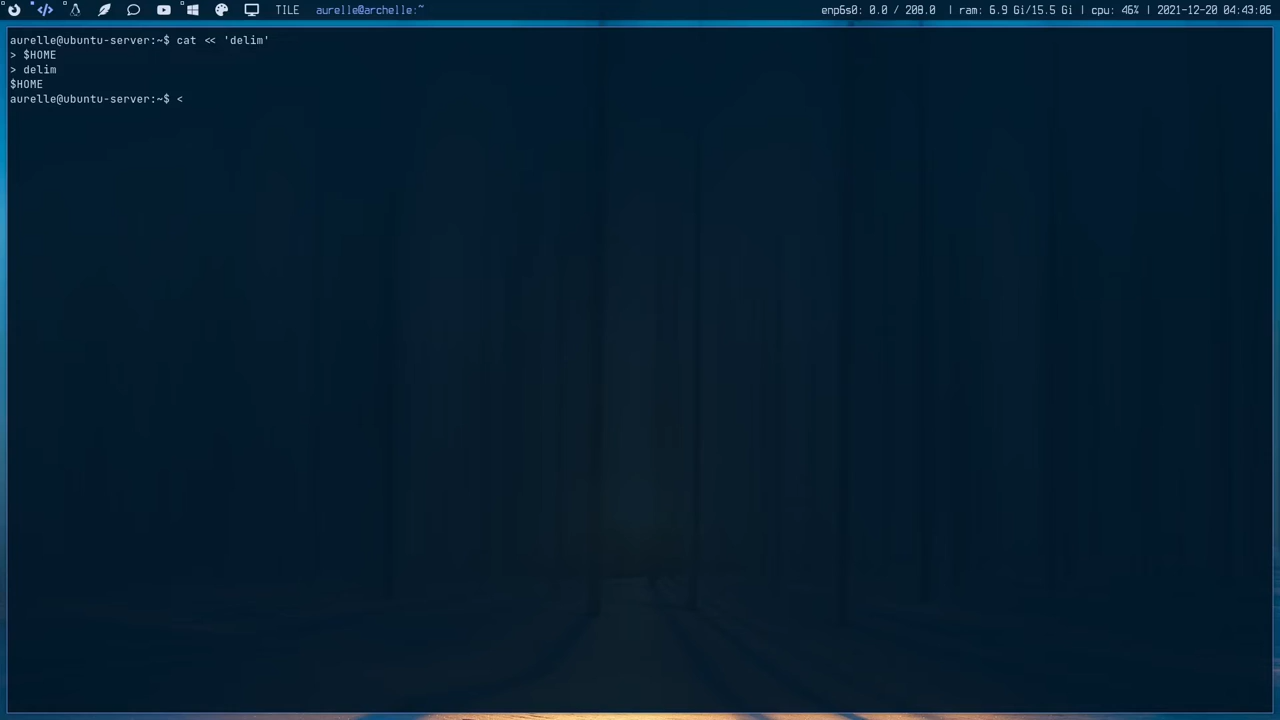 TILE aurelle@archelle:~ enp6s0: 0.0 / 208.0 | ram: 6.9 Gi/15.5 Gi | cpu: 46% | 2021-12-20 04:43:06
aurelle@ubuntu-server:~$ cat << 'delim'
> $HOME
> delim
$HOME
aurelle@ubuntu-server:~$ <